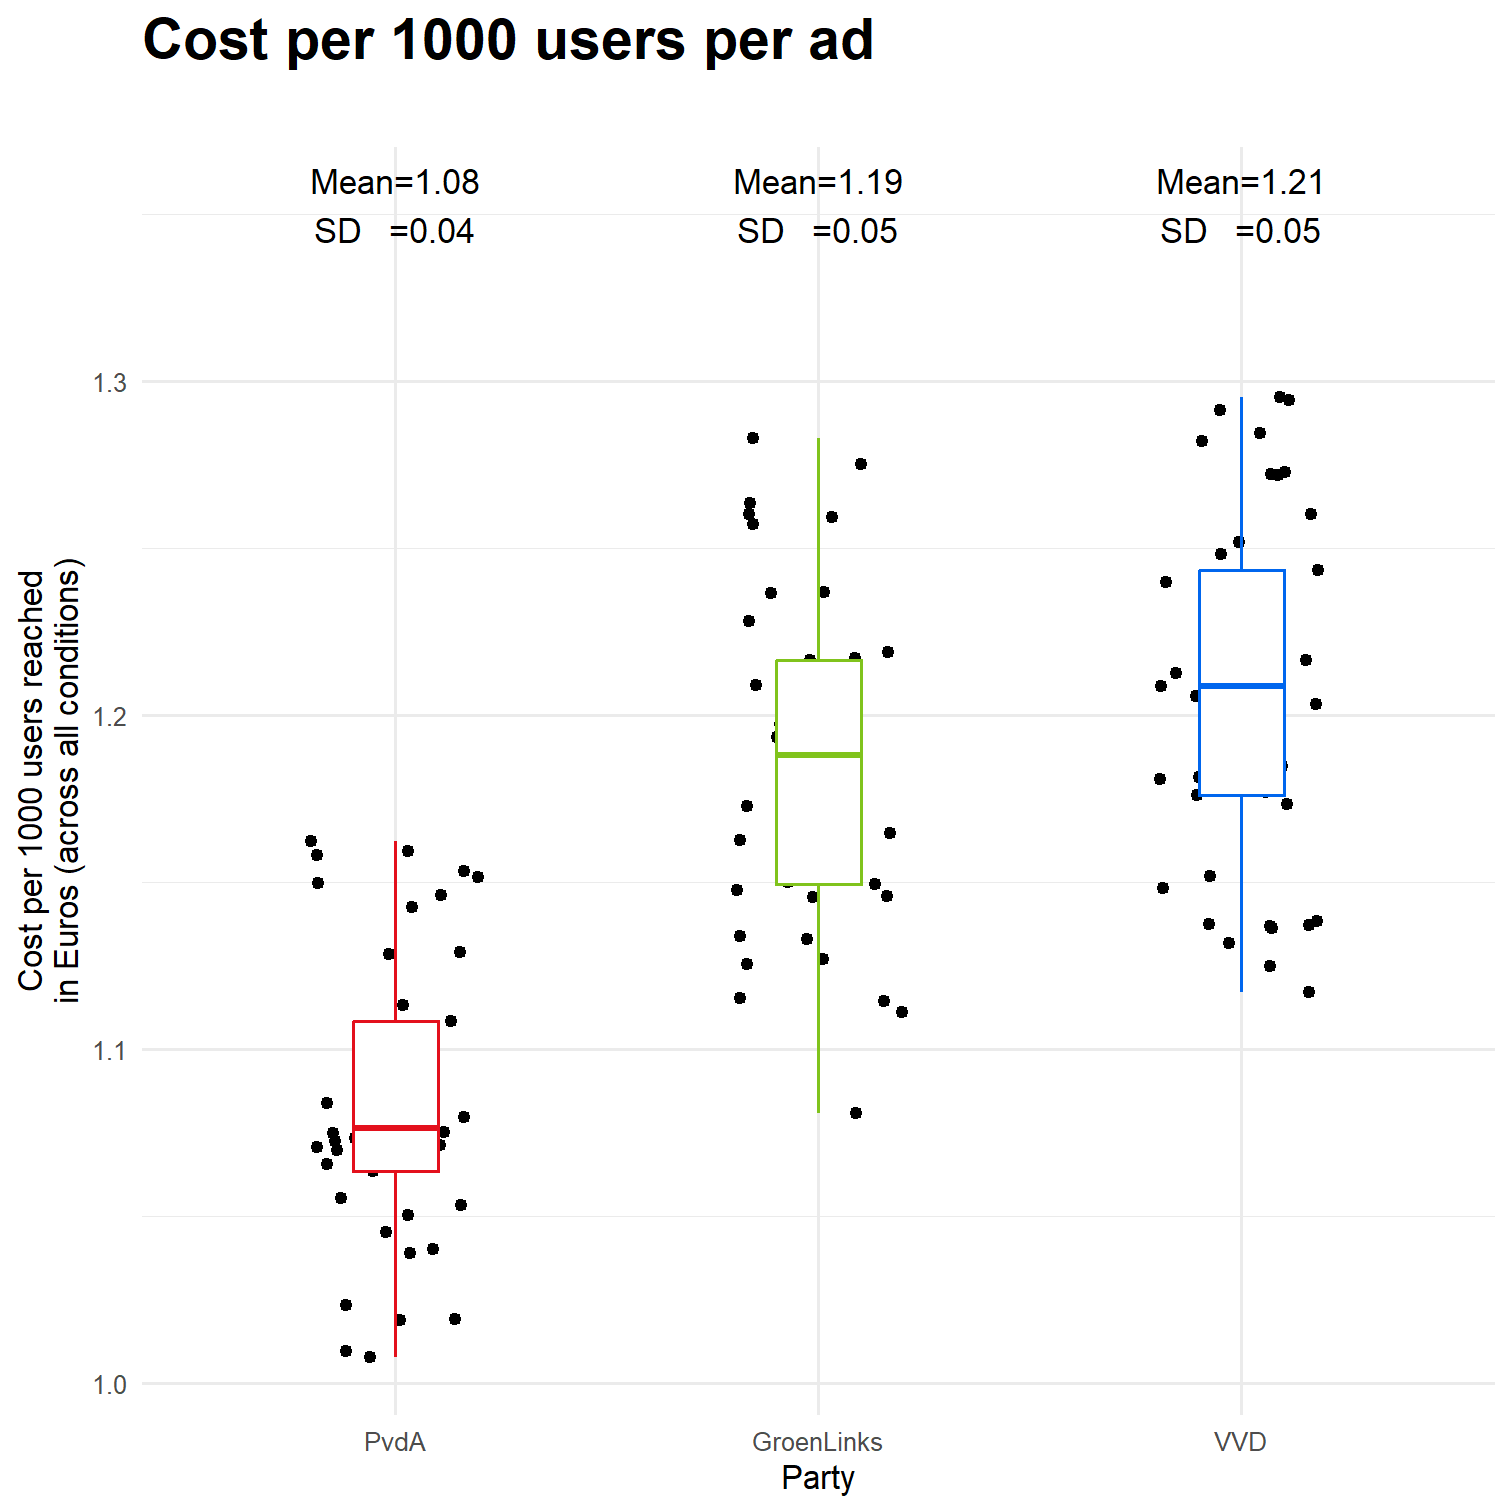 Cost per 1000 users per ad
Mean=1.08
SD   =0.04
Mean=1.19
SD   =0.05
Mean=1.21
SD   =0.05
Cost per 1000 users reached
in Euros (across all conditions)
1.3
1.2
1.1
1.0
PvdA
GroenLinks
VVD
Party